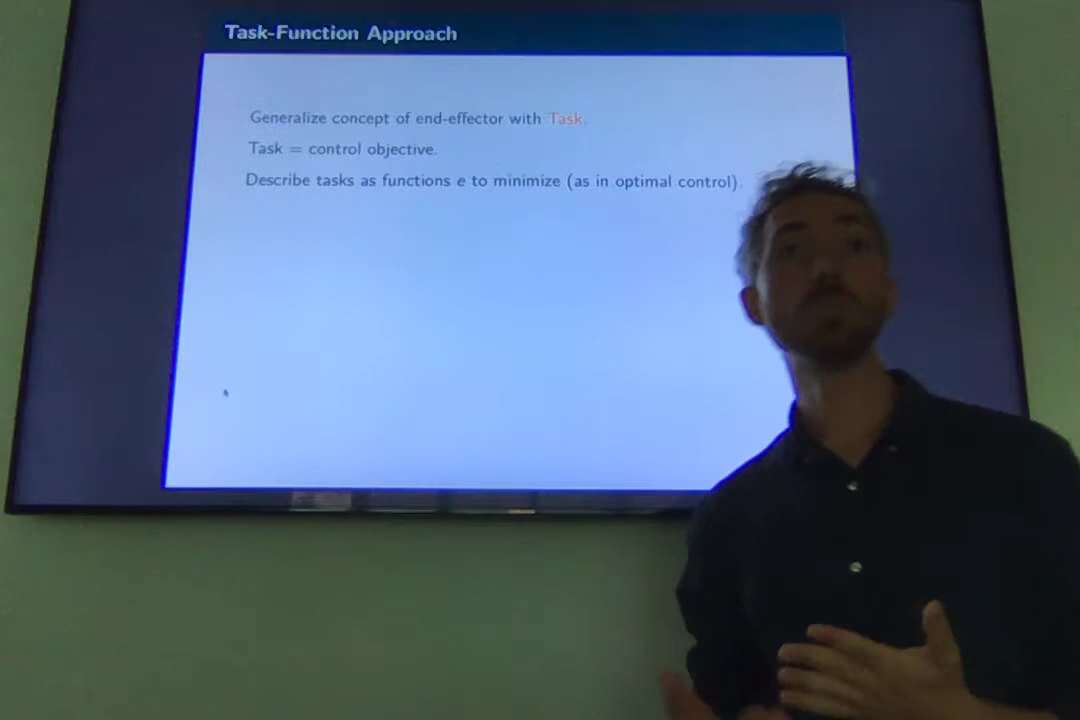 Task-Function Approach
Generalize concept of end-effector with Task.
Task = control objective.
Describe tasks as functions e to minimize (as in optimal control).